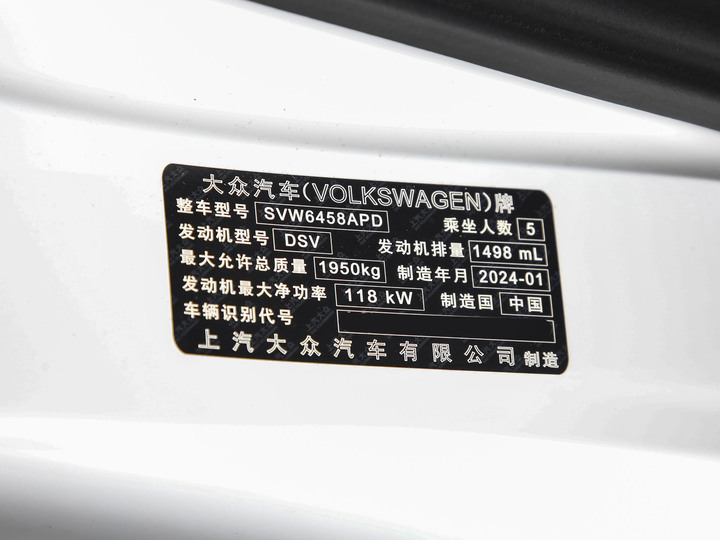 大众汽车(VOLKSWAGEN)牌
整车型号 SVW6458APD 乘坐人数 5
发动机型号 DSV 发动机排量 1498 mL
最大允许总质量 1950kg 制造年月 2024-01
发动机最大净功率 118 kW 制造国 中国
车辆识别代号
上汽大众汽车有限公司 制造